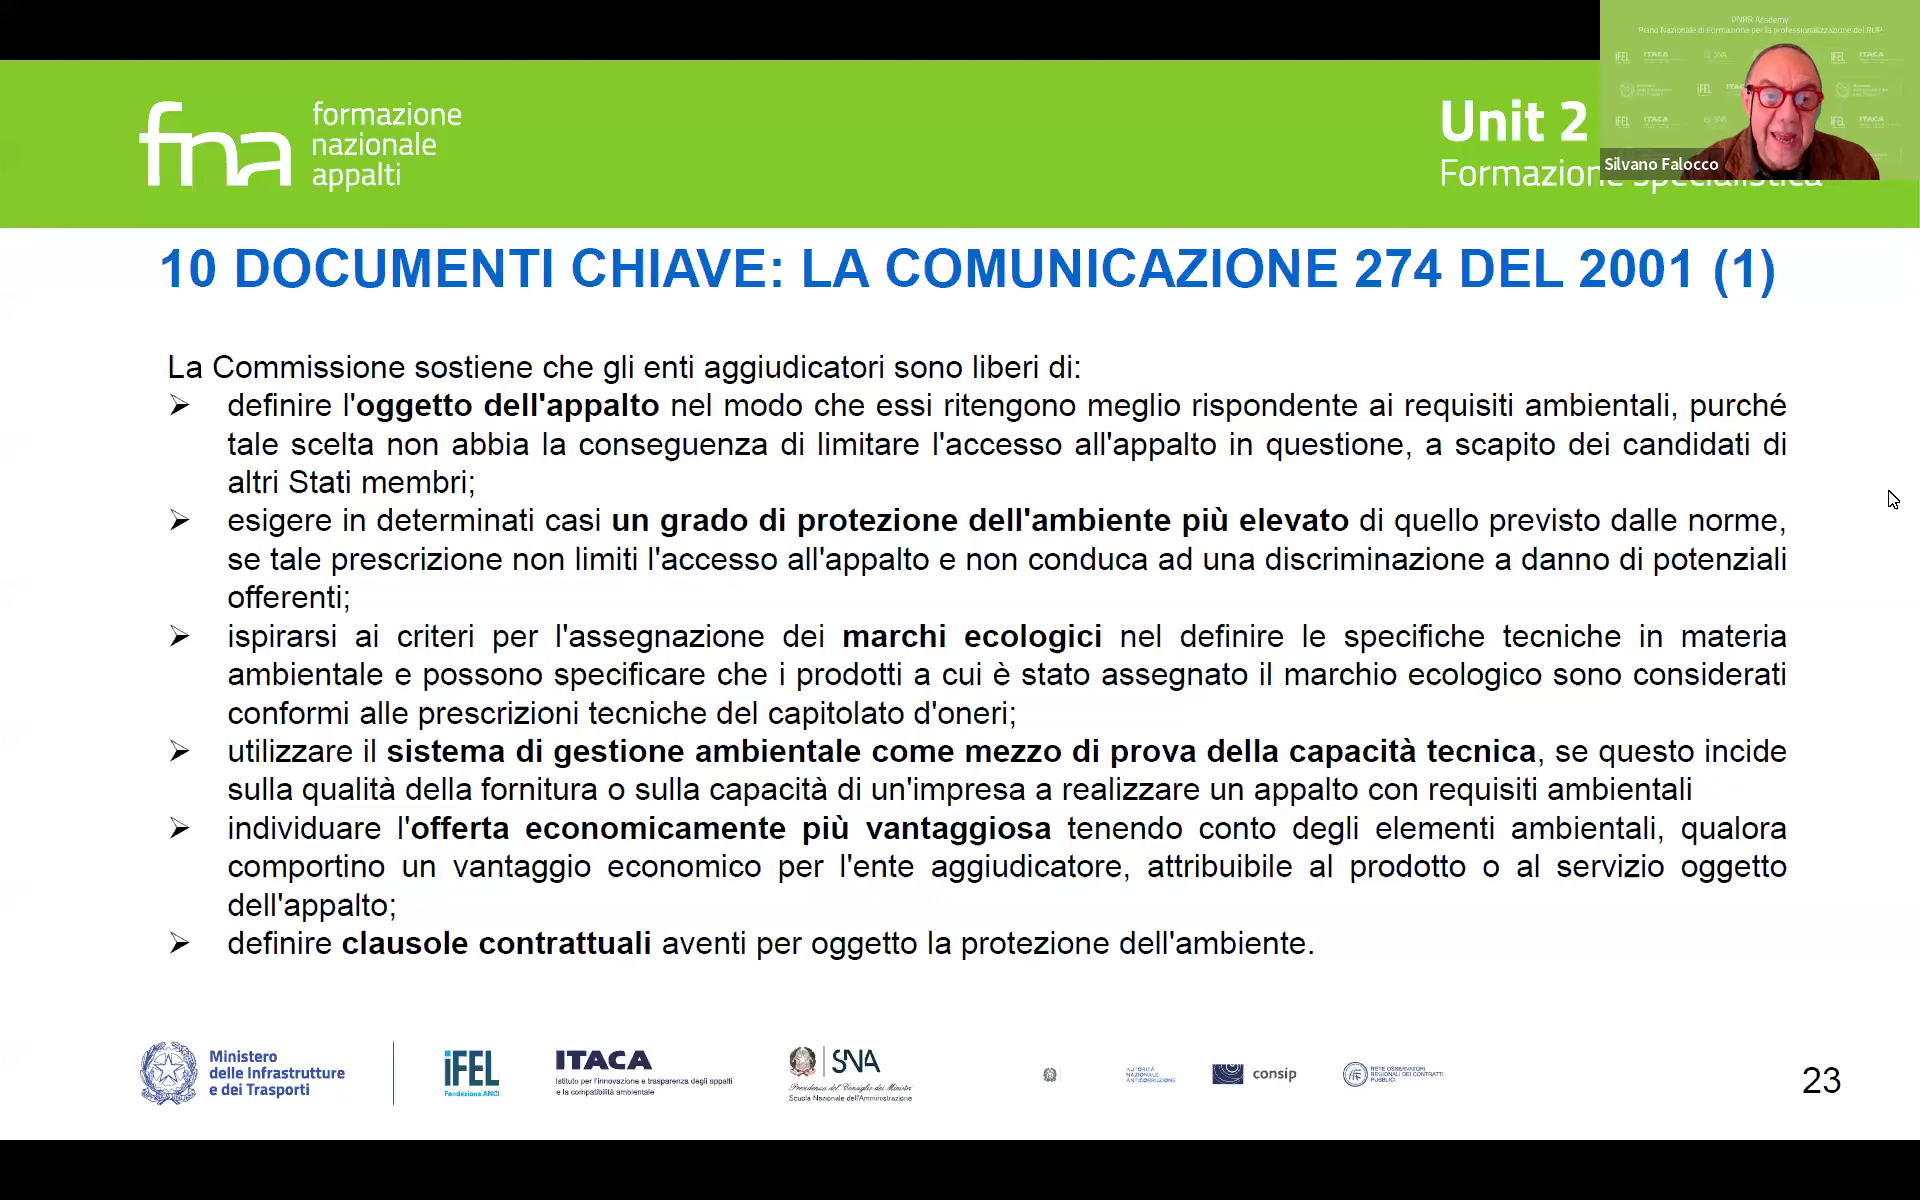 PNRR Academy
Piano Nazionale di Formazione per la professionalizzazione del RUP
fna
formazione
nazionale
appalti
Unit 2
Formazione specialistica
Silvano Falocco
10 DOCUMENTI CHIAVE: LA COMUNICAZIONE 274 DEL 2001 (1)
La Commissione sostiene che gli enti aggiudicatori sono liberi di:
➢ definire l'oggetto dell'appalto nel modo che essi ritengono meglio rispondente ai requisiti ambientali, purché
tale scelta non abbia la conseguenza di limitare l'accesso all'appalto in questione, a scapito dei candidati di
altri Stati membri;
➢ esigere in determinati casi un grado di protezione dell'ambiente più elevato di quello previsto dalle norme,
se tale prescrizione non limiti l'accesso all'appalto e non conduca ad una discriminazione a danno di potenziali
offerenti;
➢ ispirarsi ai criteri per l'assegnazione dei marchi ecologici nel definire le specifiche tecniche in materia
ambientale e possono specificare che i prodotti a cui è stato assegnato il marchio ecologico sono considerati
conformi alle prescrizioni tecniche del capitolato d'oneri;
➢ utilizzare il sistema di gestione ambientale come mezzo di prova della capacità tecnica, se questo incide
sulla qualità della fornitura o sulla capacità di un'impresa a realizzare un appalto con requisiti ambientali
➢ individuare l'offerta economicamente più vantaggiosa tenendo conto degli elementi ambientali, qualora
comportino un vantaggio economico per l'ente aggiudicatore, attribuibile al prodotto o al servizio oggetto
dell'appalto;
➢ definire clausole contrattuali aventi per oggetto la protezione dell'ambiente.
Ministero
delle Infrastrutture
e dei Trasporti
iFEL
Fondazione ANCI
ITACA
Istituto per l'innovazione e trasparenza degli appalti
e la compatibilità ambientale
SNA
Presidenza del Consiglio dei Ministri
Scuola Nazionale dell'Amministrazione
AUTORITÀ
NAZIONALE
ANTICORRUZIONE
consip
RETE OSSERVATORI
REGIONALI DEI CONTRATTI
PUBBLICI
23